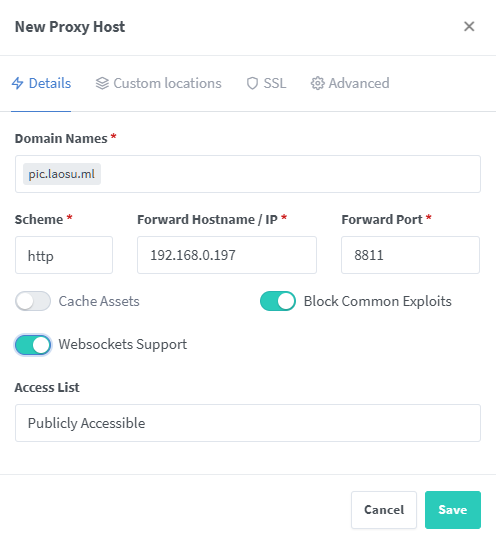 New Proxy Host
Details Custom locations SSL Advanced
Domain Names *
pic.laosu.ml
Scheme * Forward Hostname / IP * Forward Port *
http 192.168.0.197 8811
Cache Assets Block Common Exploits
Websockets Support
Access List
Publicly Accessible
Cancel Save